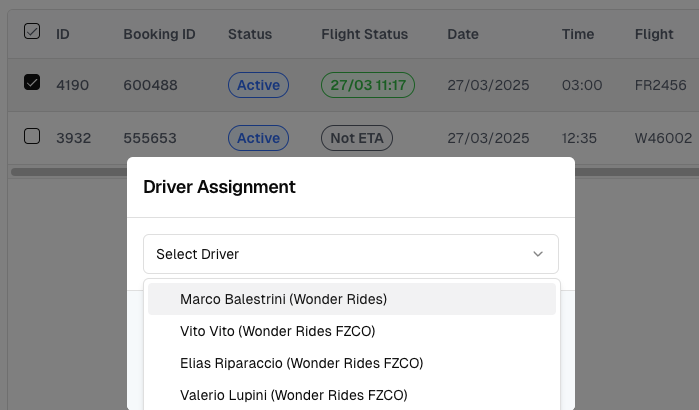 ID Booking ID Status Flight Status Date Time Flight
4190 600488 Active 27/03 11:17 27/03/2025 03:00 FR2456
3932 555653 Active Not ETA 27/03/2025 12:35 W46002
Driver Assignment
Select Driver
Marco Balestrini (Wonder Rides)
Vito Vito (Wonder Rides FZCO)
Elias Riparaccio (Wonder Rides FZCO)
Valerio Lupini (Wonder Rides FZCO)